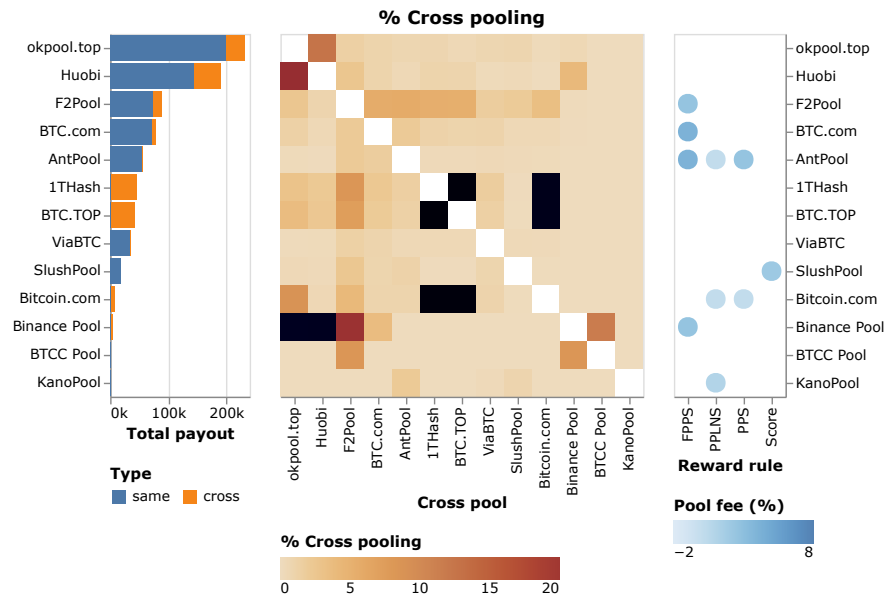 % Cross pooling
okpool.top
Huobi
F2Pool
BTC.com
AntPool
1THash
BTC.TOP
ViaBTC
SlushPool
Bitcoin.com
Binance Pool
BTCC Pool
KanoPool
0k 100k 200k
Total payout
Type
same cross
okpool.top
Huobi
F2Pool
BTC.com
AntPool
1THash
BTC.TOP
ViaBTC
SlushPool
Bitcoin.com
Binance Pool
BTCC Pool
KanoPool
Cross pool
% Cross pooling
0 5 10 15 20
okpool.top
Huobi
F2Pool
BTC.com
AntPool
1THash
BTC.TOP
ViaBTC
SlushPool
Bitcoin.com
Binance Pool
BTCC Pool
KanoPool
FPPS
PPLNS
PPS
Score
Reward rule
Pool fee (%)
−2 8